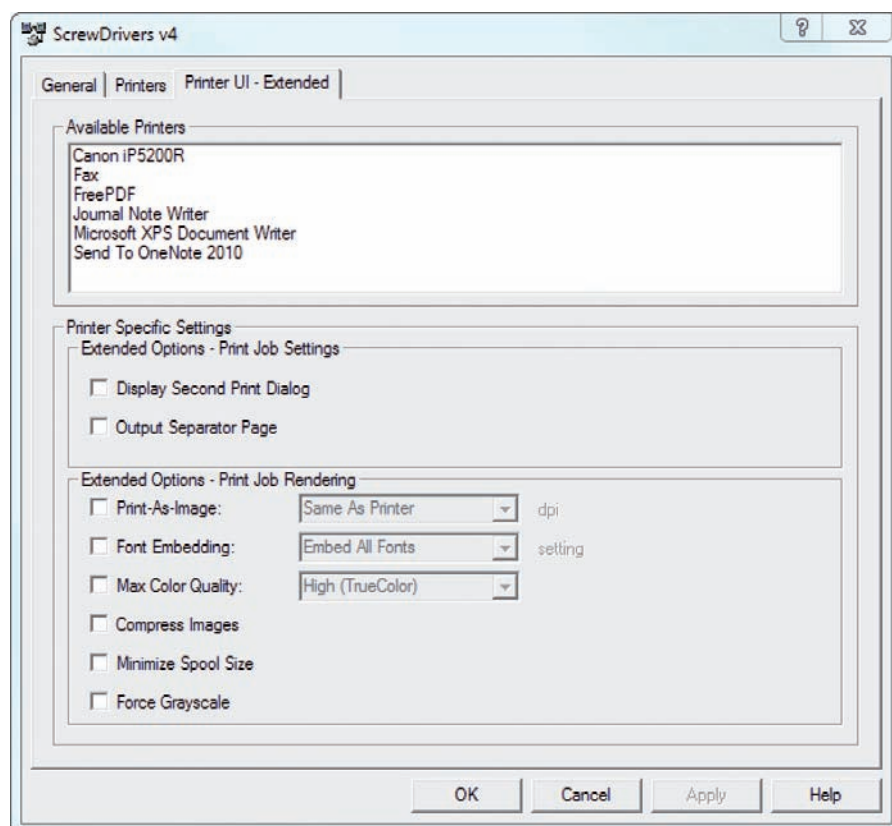 ScrewDrivers v4
General Printers Printer UI - Extended
Available Printers
Canon iP5200R
Fax
FreePDF
Journal Note Writer
Microsoft XPS Document Writer
Send To OneNote 2010
Printer Specific Settings
Extended Options - Print Job Settings
Display Second Print Dialog
Output Separator Page
Extended Options - Print Job Rendering
Print-As-Image: Same As Printer dpi
Font Embedding: Embed All Fonts setting
Max Color Quality: High (TrueColor)
Compress Images
Minimize Spool Size
Force Grayscale
OK Cancel Apply Help